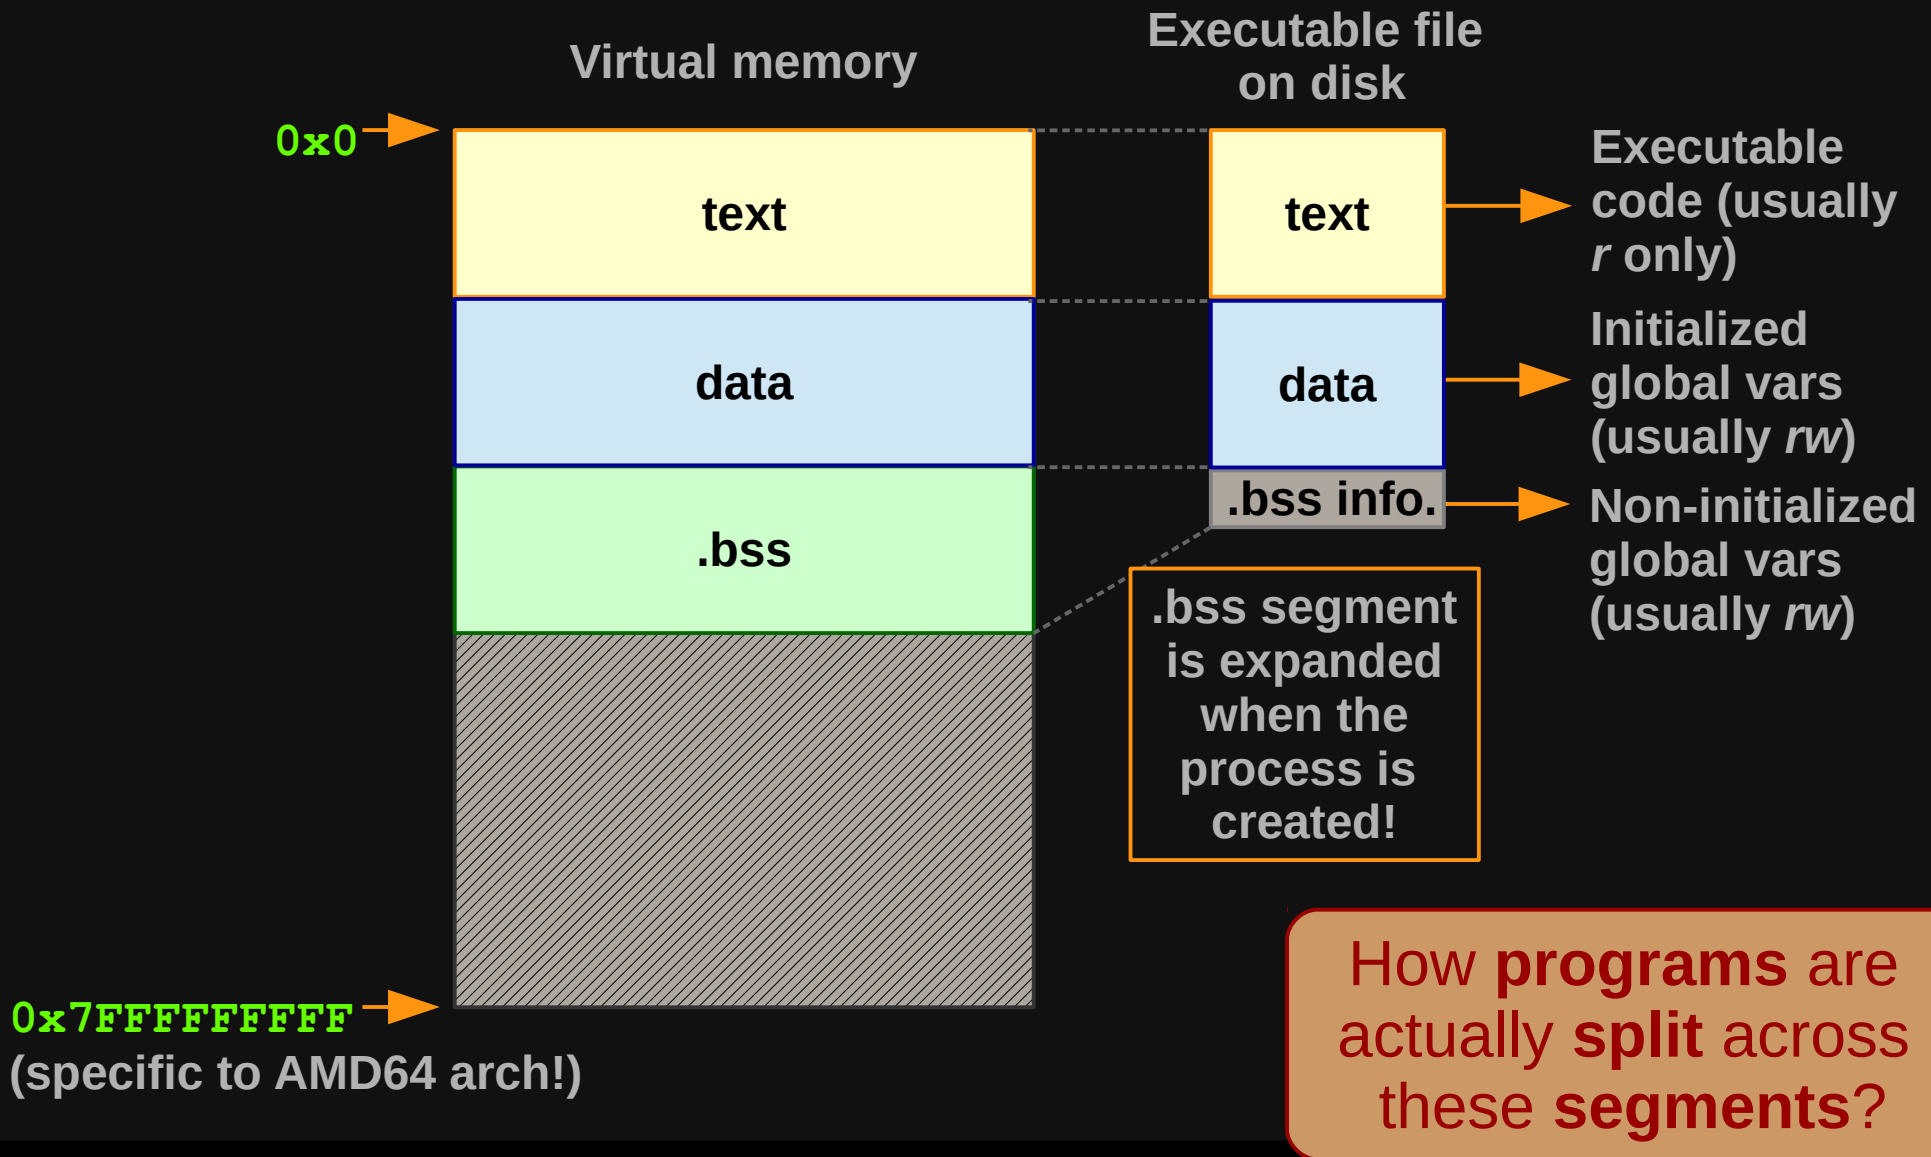 Virtual memory
Executable file
on disk
0x0
text
text
Executable
code (usually
r only)
data
data
Initialized
global vars
(usually rw)
.bss
.bss info.
Non-initialized
global vars
(usually rw)
.bss segment
is expanded
when the
process is
created!
0x7FFFFFFFFF
(specific to AMD64 arch!)
How programs are
actually split across
these segments?